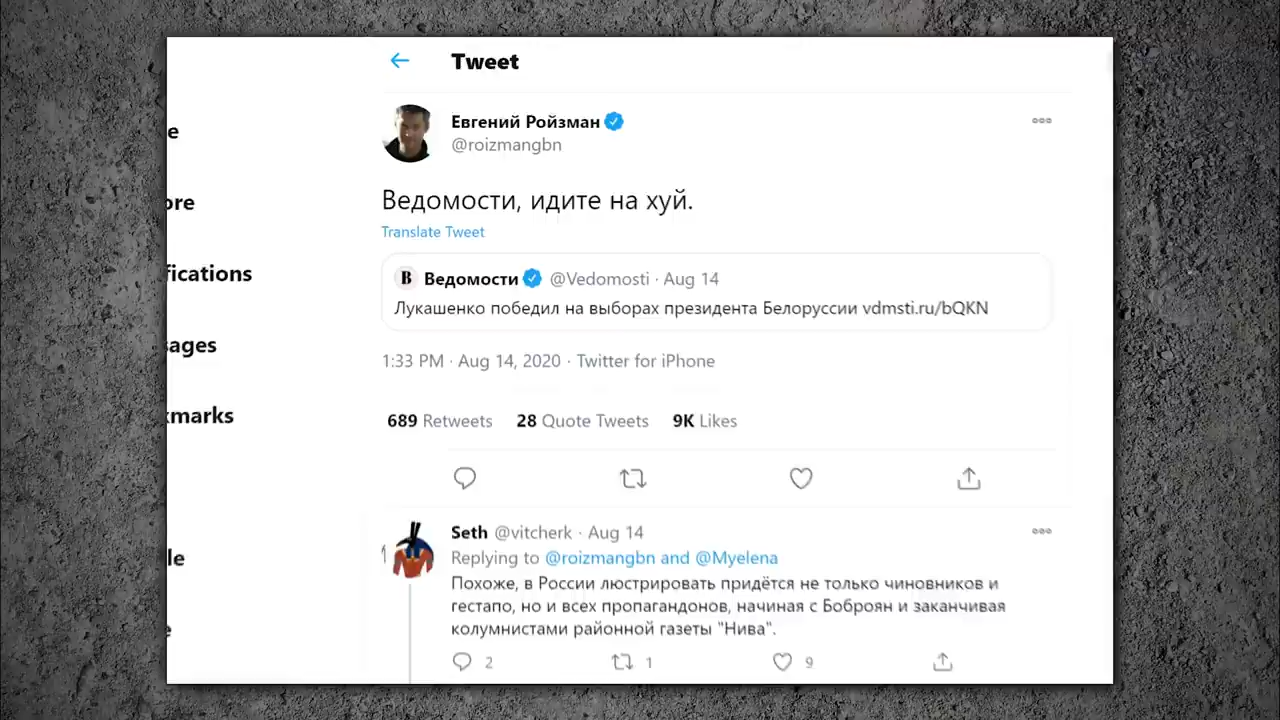 Tweet
Евгений Ройзман
@roizmangbn
e
ore
fications
sages
kmarks
le
e
Ведомости, идите на хуй.
Translate Tweet
B Ведомости @Vedomosti · Aug 14
Лукашенко победил на выборах президента Белоруссии vdmsti.ru/bQKN
1:33 PM · Aug 14, 2020 · Twitter for iPhone
689 Retweets 28 Quote Tweets 9K Likes
Seth @vitcherk · Aug 14
Replying to @roizmangbn and @Myelena
Похоже, в России люстрировать придётся не только чиновников и
гестапо, но и всех пропагандонов, начиная с Боброян и заканчивая
колумнистами районной газеты "Нива".
2 1 9